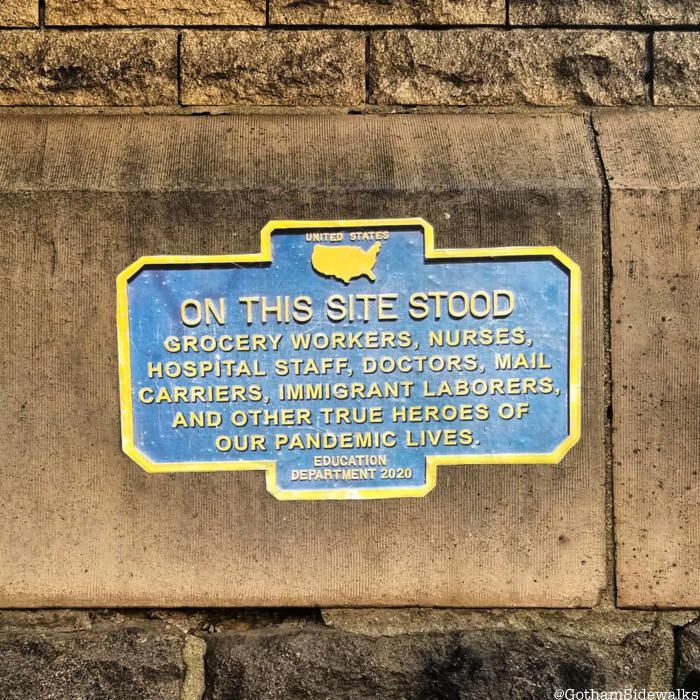 UNITED STATES
ON THIS SITE STOOD
GROCERY WORKERS, NURSES,
HOSPITAL STAFF, DOCTORS, MAIL
CARRIERS, IMMIGRANT LABORERS,
AND OTHER TRUE HEROES OF
OUR PANDEMIC LIVES.
EDUCATION
DEPARTMENT 2020
@GothamSidewalks